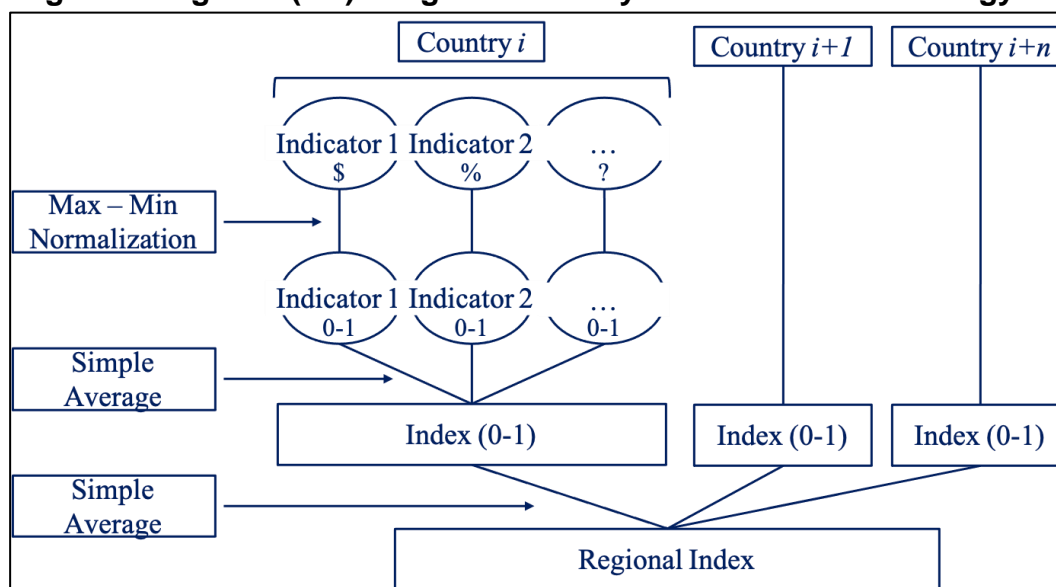 Country i
Country i+1
Country i+n
Indicator 1
$
Indicator 2
%
…
?
Max – Min
Normalization
Indicator 1
0-1
Indicator 2
0-1
…
0-1
Simple
Average
Index (0-1)
Index (0-1)
Index (0-1)
Simple
Average
Regional Index